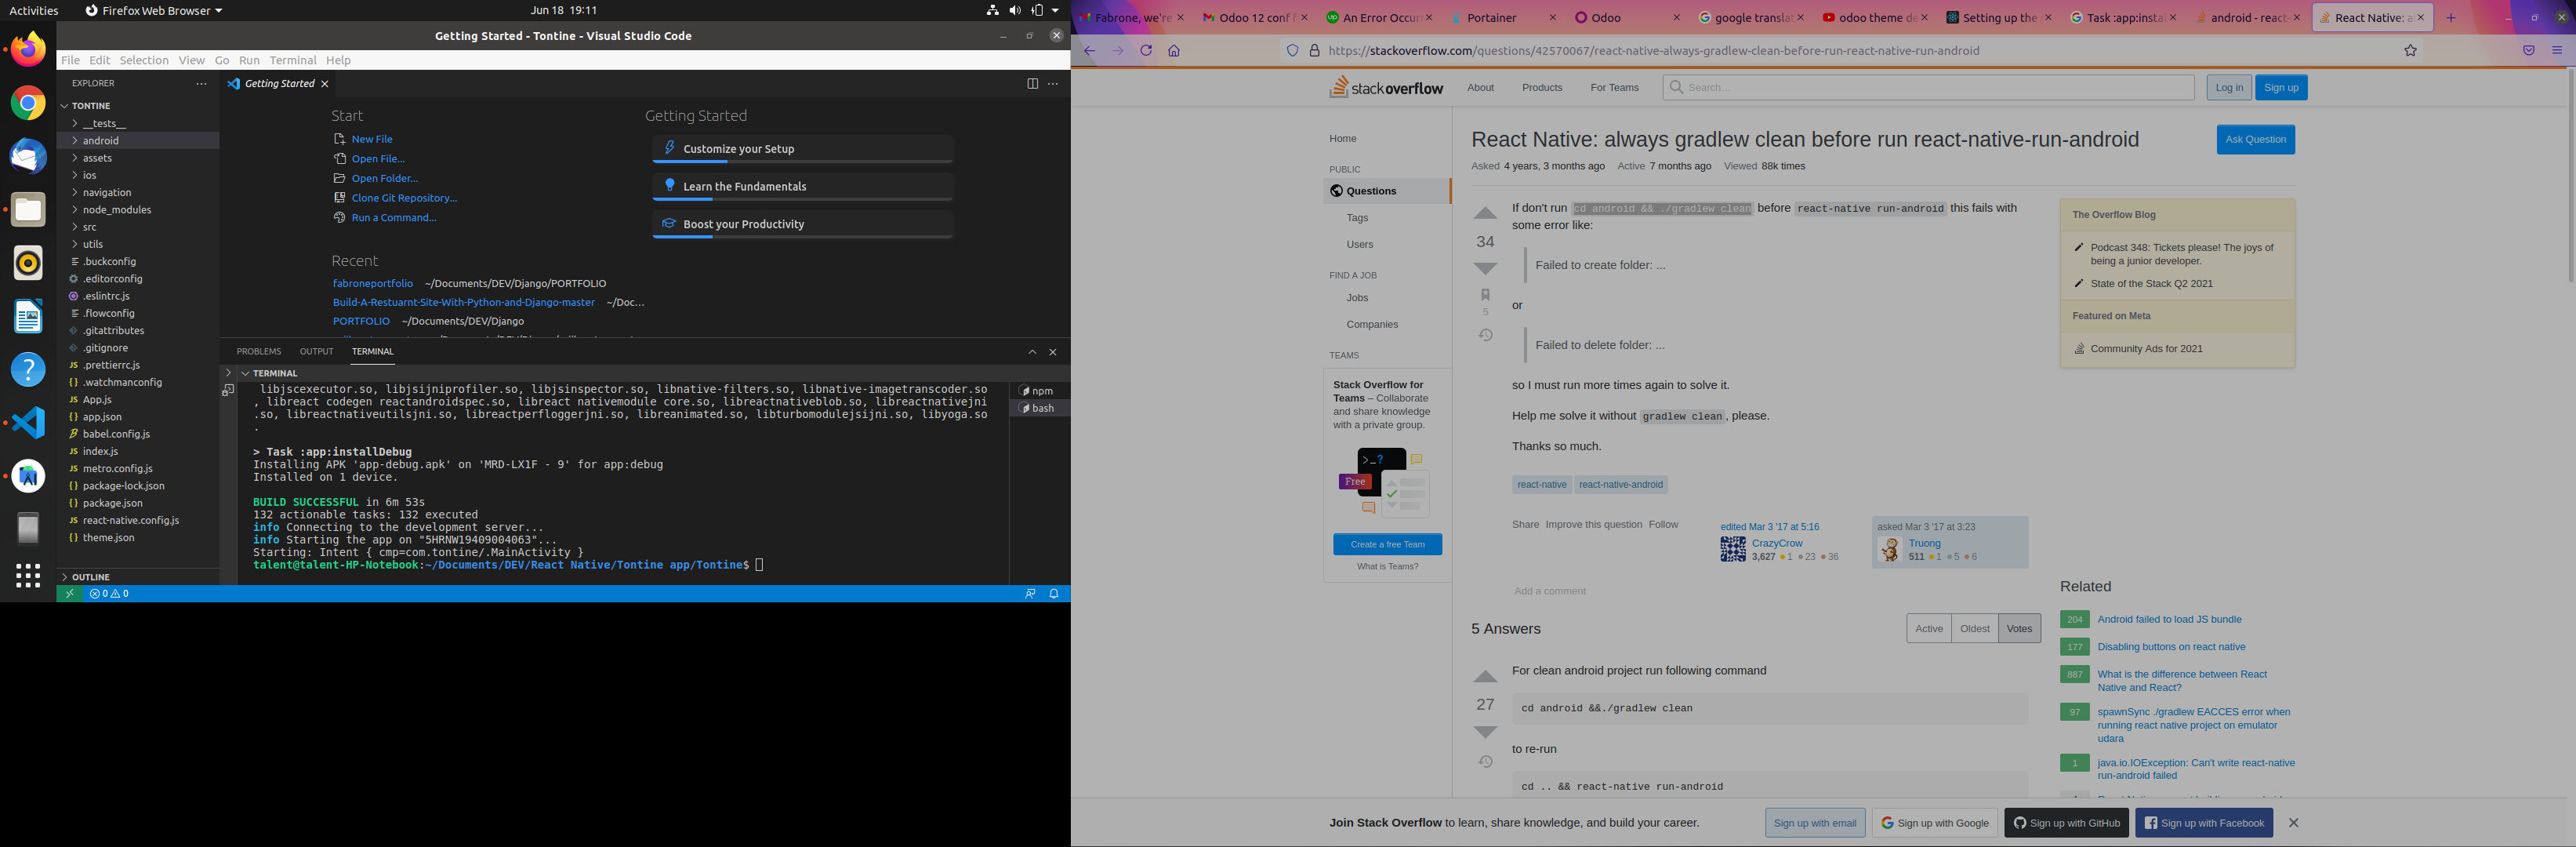 Activities
Firefox Web Browser
Jun 18 19:11
Getting Started - Tontine - Visual Studio Code
File Edit Selection View Go Run Terminal Help
EXPLORER
TONTINE
__tests__
android
assets
ios
navigation
node_modules
src
utils
.buckconfig
.editorconfig
.eslintrc.js
.flowconfig
.gitattributes
.gitignore
.prettierrc.js
.watchmanconfig
App.js
app.json
babel.config.js
index.js
metro.config.js
package-lock.json
package.json
react-native.config.js
theme.json
OUTLINE
0 0
Getting Started
Start
New File
Open File...
Open Folder...
Clone Git Repository...
Run a Command...
Recent
fabroneportfolio ~/Documents/DEV/Django/PORTFOLIO
Build-A-Restuarnt-Site-With-Python-and-Django-master ~/Doc...
PORTFOLIO ~/Documents/DEV/Django
Getting Started
Customize your Setup
Learn the Fundamentals
Boost your Productivity
PROBLEMS OUTPUT TERMINAL
TERMINAL
libjscexecutor.so, libjsijniprofiler.so, libjsinspector.so, libnative-filters.so, libnative-imagetranscoder.so
, libreact codegen reactandroidspec.so, libreact nativemodule core.so, libreactnativeblob.so, libreactnativejni
.so, libreactnativeutilsjni.so, libreactperfloggerjni.so, libreanimated.so, libturbomodulejsijni.so, libyoga.so
.
> Task :app:installDebug
Installing APK 'app-debug.apk' on 'MRD-LX1F - 9' for app:debug
Installed on 1 device.
BUILD SUCCESSFUL in 6m 53s
132 actionable tasks: 132 executed
info Connecting to the development server...
info Starting the app on "5HRNW19409004063"...
Starting: Intent { cmp=com.tontine/.MainActivity }
talent@talent-HP-Notebook:~/Documents/DEV/React Native/Tontine app/Tontine$
npm
bash
Fabrone, we're
Odoo 12 conf f
An Error Occur
Portainer
Odoo
google translat
odoo theme de
Setting up the
Task :app:instal
android - react
React Native: a
https://stackoverflow.com/questions/42570067/react-native-always-gradlew-clean-before-run-react-native-run-android
stackoverflow
About
Products
For Teams
Search...
Log in
Sign up
Home
PUBLIC
Questions
Tags
Users
FIND A JOB
Jobs
Companies
TEAMS
Stack Overflow for
Teams – Collaborate
and share knowledge
with a private group.
>_?
Free
Create a free Team
What is Teams?
React Native: always gradlew clean before run react-native-run-android
Ask Question
Asked 4 years, 3 months ago Active 7 months ago Viewed 88k times
34
5
If don't run cd android && ./gradlew clean before react-native run-android this fails with
some error like:
Failed to create folder: ...
or
Failed to delete folder: ...
so I must run more times again to solve it.
Help me solve it without gradlew clean, please.
Thanks so much.
react-native react-native-android
Share Improve this question Follow
edited Mar 3 '17 at 5:16
CrazyCrow
3,627 1 23 36
asked Mar 3 '17 at 3:23
Truong
511 1 5 6
Add a comment
5 Answers
Active Oldest Votes
27
For clean android project run following command
cd android &&./gradlew clean
to re-run
cd .. && react-native run-android
The Overflow Blog
Podcast 348: Tickets please! The joys of
being a junior developer.
State of the Stack Q2 2021
Featured on Meta
Community Ads for 2021
Related
204 Android failed to load JS bundle
177 Disabling buttons on react native
887 What is the difference between React
Native and React?
97 spawnSync ./gradlew EACCES error when
running react native project on emulator
udara
1 java.io.IOException: Can't write react-native
run-android failed
Join Stack Overflow to learn, share knowledge, and build your career.
Sign up with email
Sign up with Google
Sign up with GitHub
Sign up with Facebook